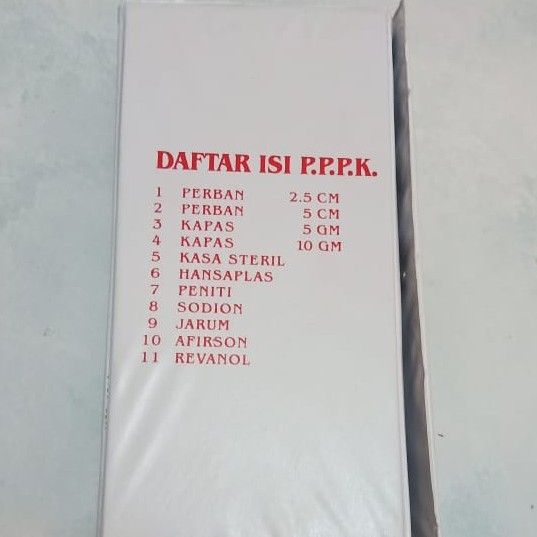 DAFTAR ISI P.P.P.K.
1 PERBAN 2.5 CM
2 PERBAN 5 CM
3 KAPAS 5 GM
4 KAPAS 10 GM
5 KASA STERIL
6 HANSAPLAS
7 PENITI
8 SODION
9 JARUM
10 AFIRSON
11 REVANOL